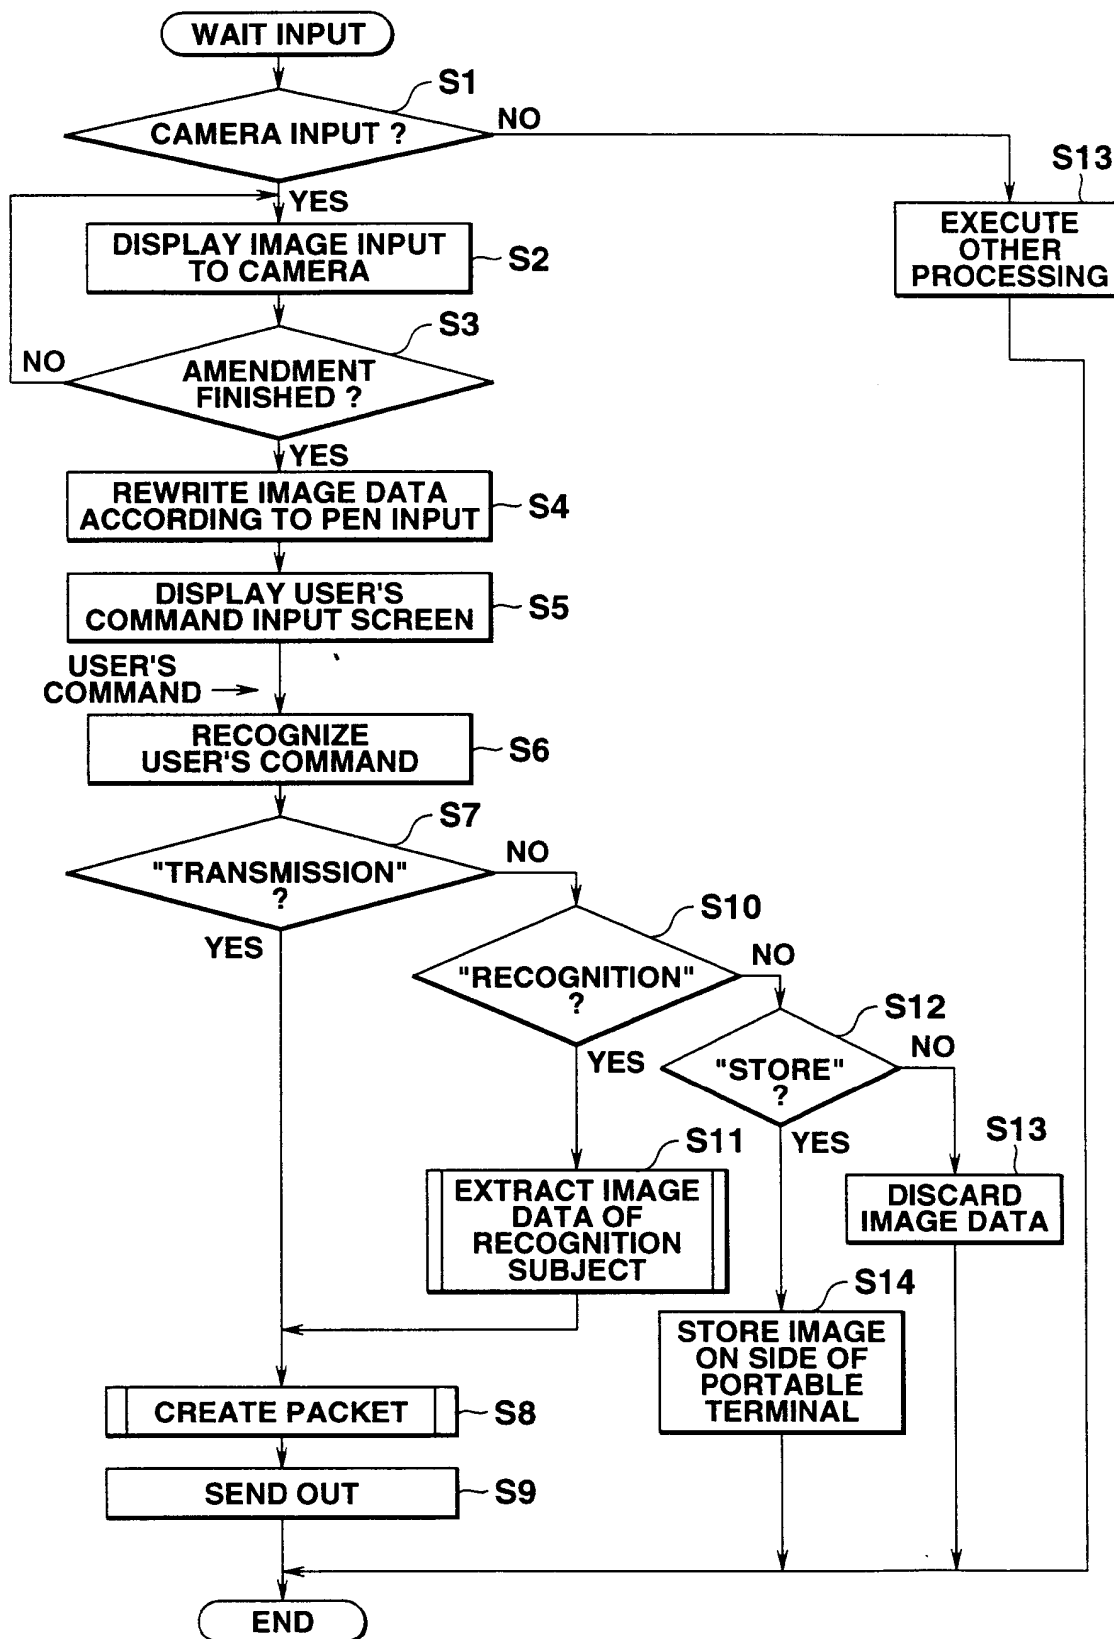 WAIT INPUT
S1
CAMERA INPUT ?
NO
S13
YES
EXECUTE
OTHER
PROCESSING
DISPLAY IMAGE INPUT
TO CAMERA
S2
S3
NO
AMENDMENT
FINISHED ?
YES
REWRITE IMAGE DATA
ACCORDING TO PEN INPUT
S4
DISPLAY USER'S
COMMAND INPUT SCREEN
S5
USER'S
COMMAND
RECOGNIZE
USER'S COMMAND
S6
S7
"TRANSMISSION"
?
NO
YES
S10
"RECOGNITION"
?
NO
YES
S12
"STORE"
?
NO
YES
S11
EXTRACT IMAGE
DATA OF
RECOGNITION
SUBJECT
S13
DISCARD
IMAGE DATA
S14
STORE IMAGE
ON SIDE OF
PORTABLE
TERMINAL
CREATE PACKET
S8
SEND OUT
S9
END